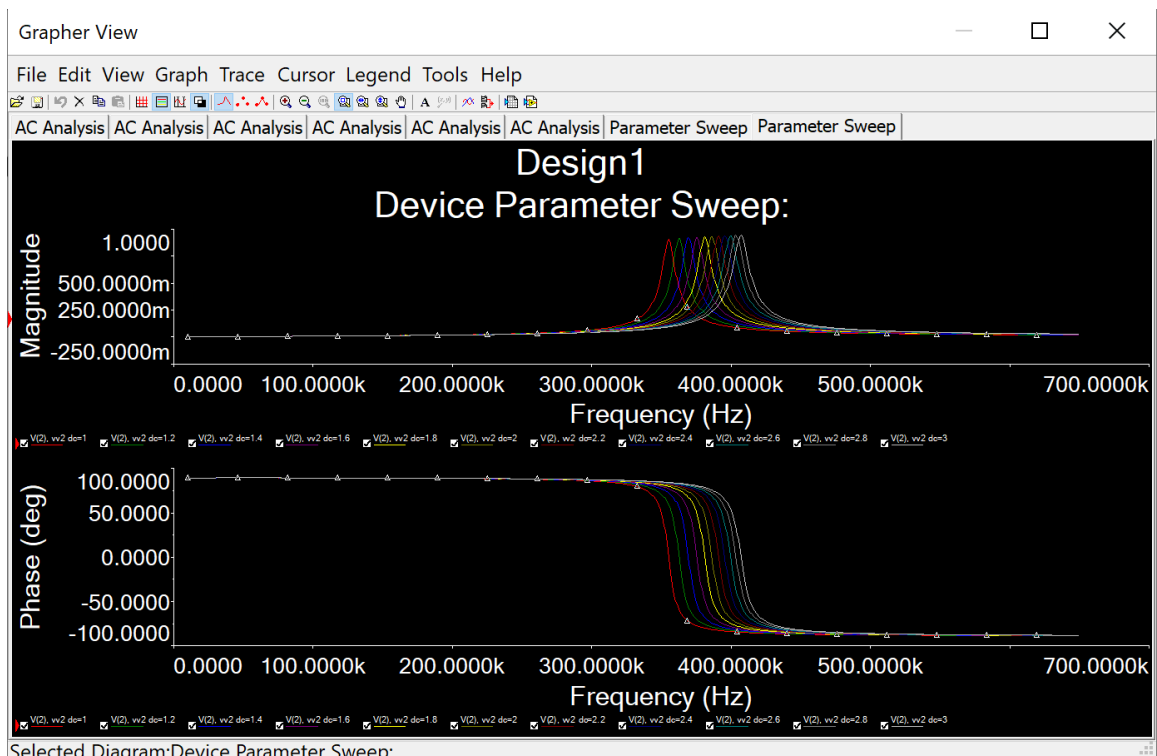 Grapher View
File Edit View Graph Trace Cursor Legend Tools Help
AC Analysis AC Analysis AC Analysis AC Analysis AC Analysis AC Analysis Parameter Sweep Parameter Sweep
Design1
Device Parameter Sweep:
Magnitude
1.0000
500.0000m
250.0000m
-250.0000m
0.0000 100.0000k 200.0000k 300.0000k 400.0000k 500.0000k 700.0000k
Frequency (Hz)
V(2), vv2 dc=1 V(2), vv2 dc=1.2 V(2), vv2 dc=1.4 V(2), vv2 dc=1.6 V(2), vv2 dc=1.8 V(2), vv2 dc=2 V(2), vv2 dc=2.2 V(2), vv2 dc=2.4 V(2), vv2 dc=2.6 V(2), vv2 dc=2.8 V(2), vv2 dc=3
Phase (deg)
100.0000
50.0000
0.0000
-50.0000
-100.0000
0.0000 100.0000k 200.0000k 300.0000k 400.0000k 500.0000k 700.0000k
Frequency (Hz)
V(2), vv2 dc=1 V(2), vv2 dc=1.2 V(2), vv2 dc=1.4 V(2), vv2 dc=1.6 V(2), vv2 dc=1.8 V(2), vv2 dc=2 V(2), vv2 dc=2.2 V(2), vv2 dc=2.4 V(2), vv2 dc=2.6 V(2), vv2 dc=2.8 V(2), vv2 dc=3
Selected Diagram:Device Parameter Sweep: